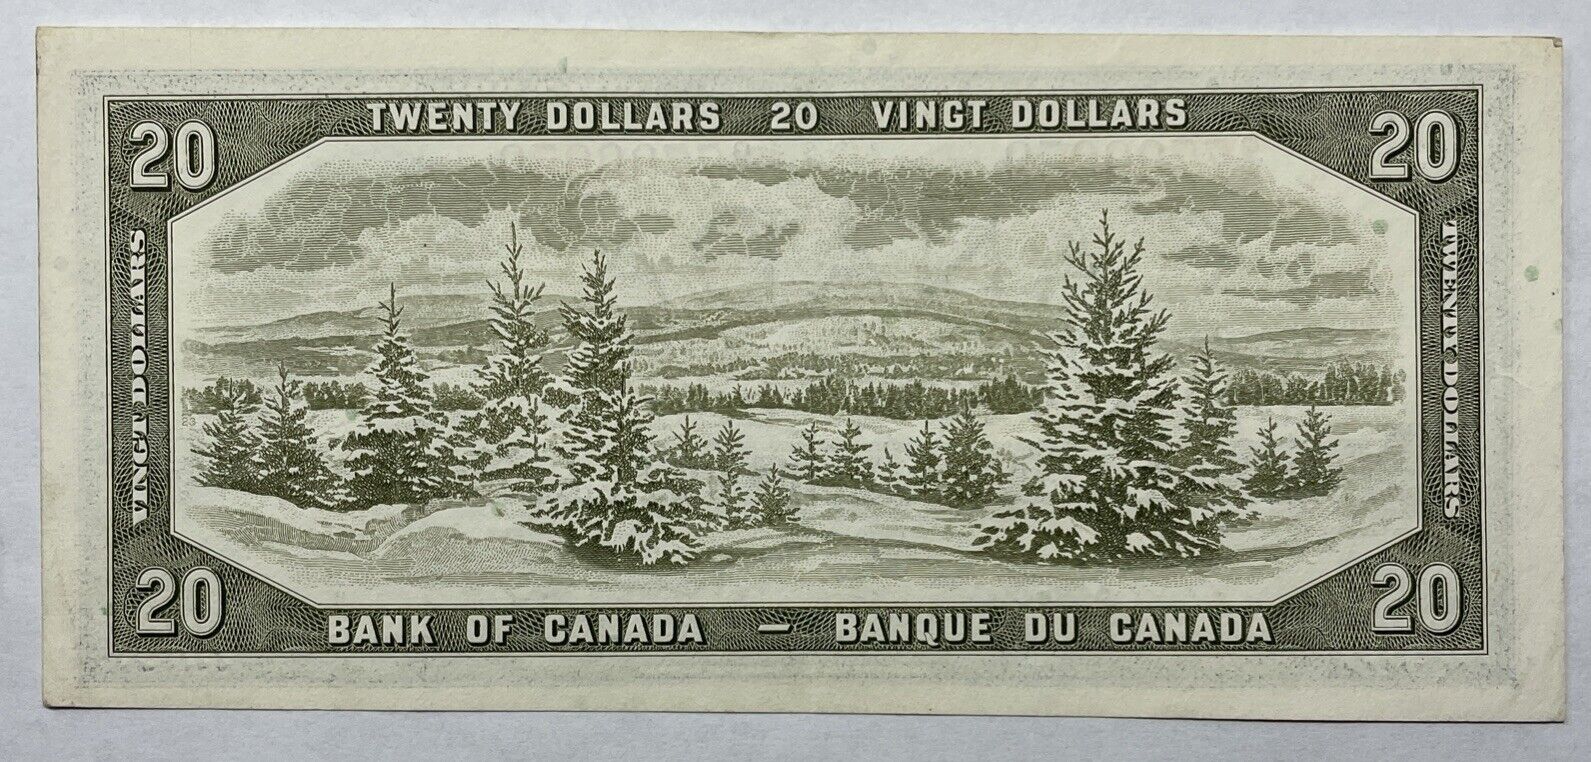 TWENTY DOLLARS 20 VINGT DOLLARS
20
20
VINGT DOLLARS
TWENTY DOLLARS
20
20
BANK OF CANADA – BANQUE DU CANADA